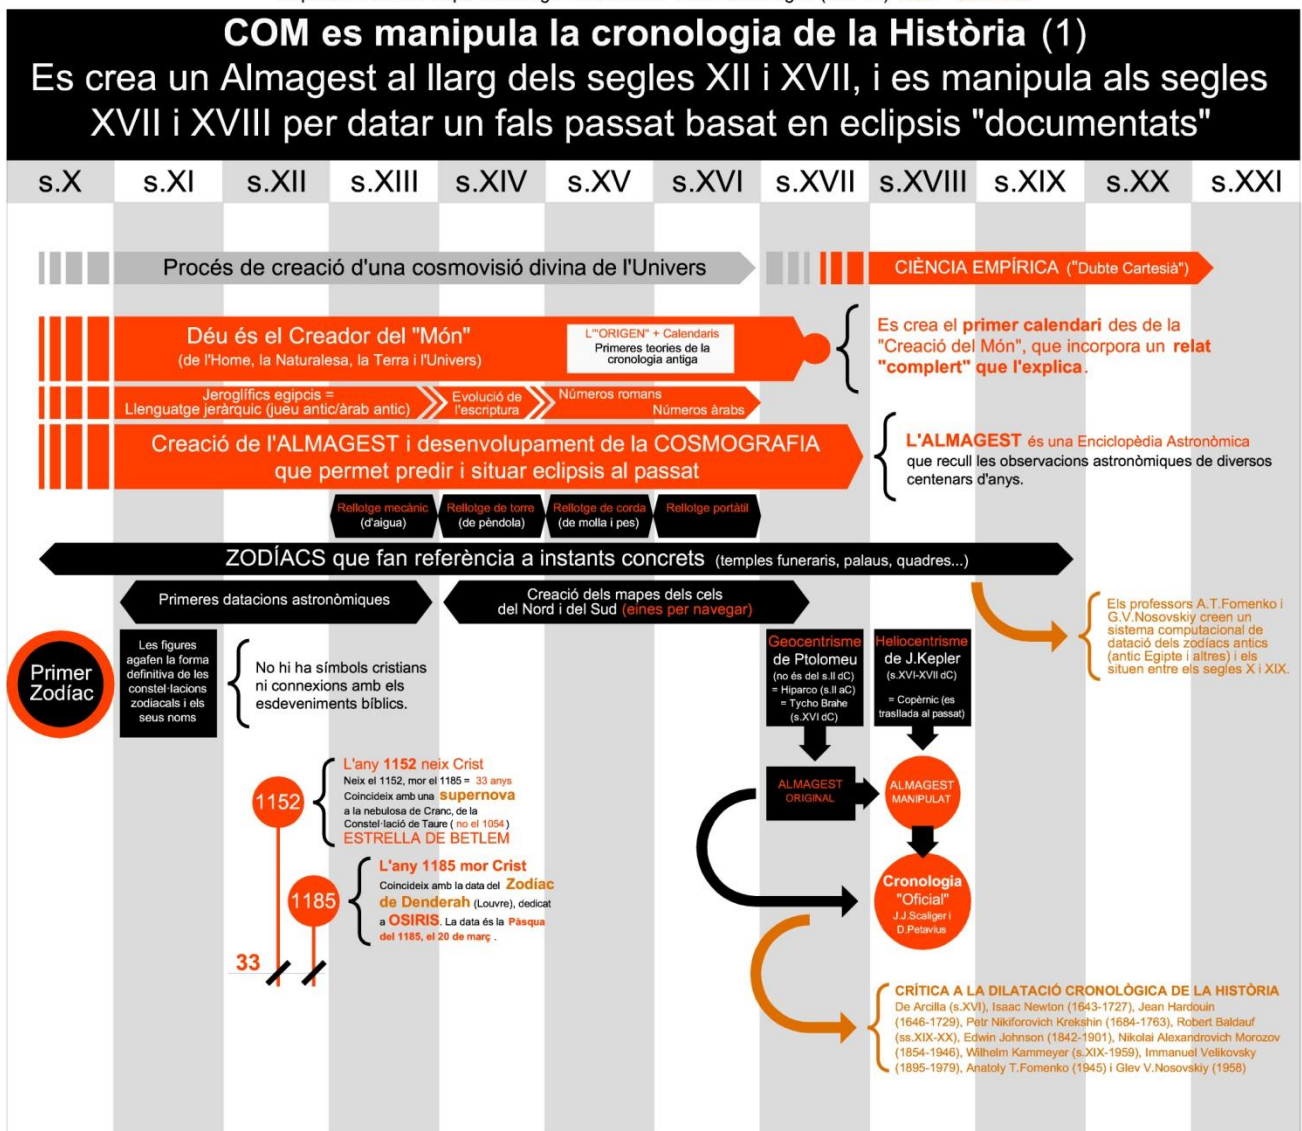 COM es manipula la cronologia de la Història (1)
Es crea un Almagest al llarg dels segles XII i XVII, i es manipula als segles
XVII i XVIII per datar un fals passat basat en eclipsis "documentats"
s.X s.XI s.XII s.XIII s.XIV s.XV s.XVI s.XVII s.XVIII s.XIX s.XX s.XXI
Procés de creació d'una cosmovisió divina de l'Univers
CIÈNCIA EMPÍRICA ("Dubte Cartesià")
Déu és el Creador del "Món"
(de l'Home, la Naturalesa, la Terra i l'Univers)
L'"ORIGEN" + Calendaris
Primeres teories de la
cronologia antiga
Es crea el primer calendari des de la
"Creació del Món", que incorpora un relat
"complert" que l'explica.
Jeroglífics egipcis =
Llenguatge jeràrquic (jueu antic/àrab antic)
Evolució de
l'escriptura
Números romans
Números àrabs
Creació de l'ALMAGEST i desenvolupament de la COSMOGRAFIA
que permet predir i situar eclipsis al passat
L'ALMAGEST és una Enciclopèdia Astronòmica
que recull les observacions astronòmiques de diversos
centenars d'anys.
Rellotge mecànic
(d'aigua)
Rellotge de torre
(de pèndola)
Rellotge de corda
(de molla i pes)
Rellotge portàtil
ZODÍACS que fan referència a instants concrets (temples funeraris, palaus, quadres...)
Primeres datacions astronòmiques
Creació dels mapes dels cels
del Nord i del Sud (eines per navegar)
Els professors A.T.Fomenko i
G.V.Nosovskiy creen un
sistema computacional de
datació dels zodíacs antics
(antic Egipte i altres) i els
situen entre els segles X i XIX.
Primer
Zodíac
Les figures
agafen la forma
definitiva de les
constel·lacions
zodiacals i els
seus noms
No hi ha símbols cristians
ni connexions amb els
esdeveniments bíblics.
Geocentrisme
de Ptolomeu
(no és del s.II dC)
= Hiparco (s.II aC)
= Tycho Brahe
(s.XVI dC)
Heliocentrisme
de J.Kepler
(s.XVI-XVII dC)
= Copèrnic (es
trasllada al passat)
1152
L'any 1152 neix Crist
Neix el 1152, mor el 1185 = 33 anys
Coincideix amb una supernova
a la nebulosa de Cranc, de la
Constel·lació de Taure ( no el 1054)
ESTRELLA DE BETLEM
ALMAGEST
ORIGINAL
ALMAGEST
MANIPULAT
1185
L'any 1185 mor Crist
Coincideix amb la data del Zodíac
de Denderah (Louvre), dedicat
a OSIRIS. La data és la Pàsqua
del 1185, el 20 de març .
33
Cronologia
"Oficial"
J.J.Scaliger i
D.Petavius
CRÍTICA A LA DILATACIÓ CRONOLÒGICA DE LA HISTÒRIA
De Arcilla (s.XVI), Isaac Newton (1643-1727), Jean Hardouin
(1646-1729), Petr Nikiforovich Krekshin (1684-1763), Robert Baldauf
(ss.XIX-XX), Edwin Johnson (1842-1901), Nikolai Alexandrovich Morozov
(1854-1946), Wilhelm Kammeyer (s.XIX-1959), Immanuel Velikovsky
(1895-1979), Anatoly T.Fomenko (1945) i Glev V.Nosovskiy (1958)